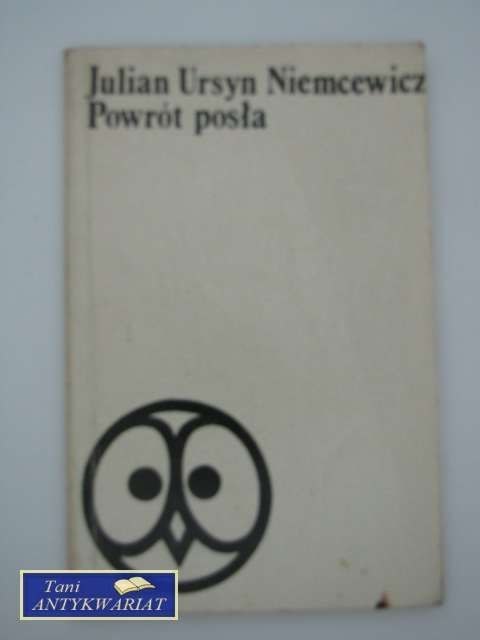 Julian Ursyn Niemcewicz
Powrót posła
Tani
ANTYKWARIAT